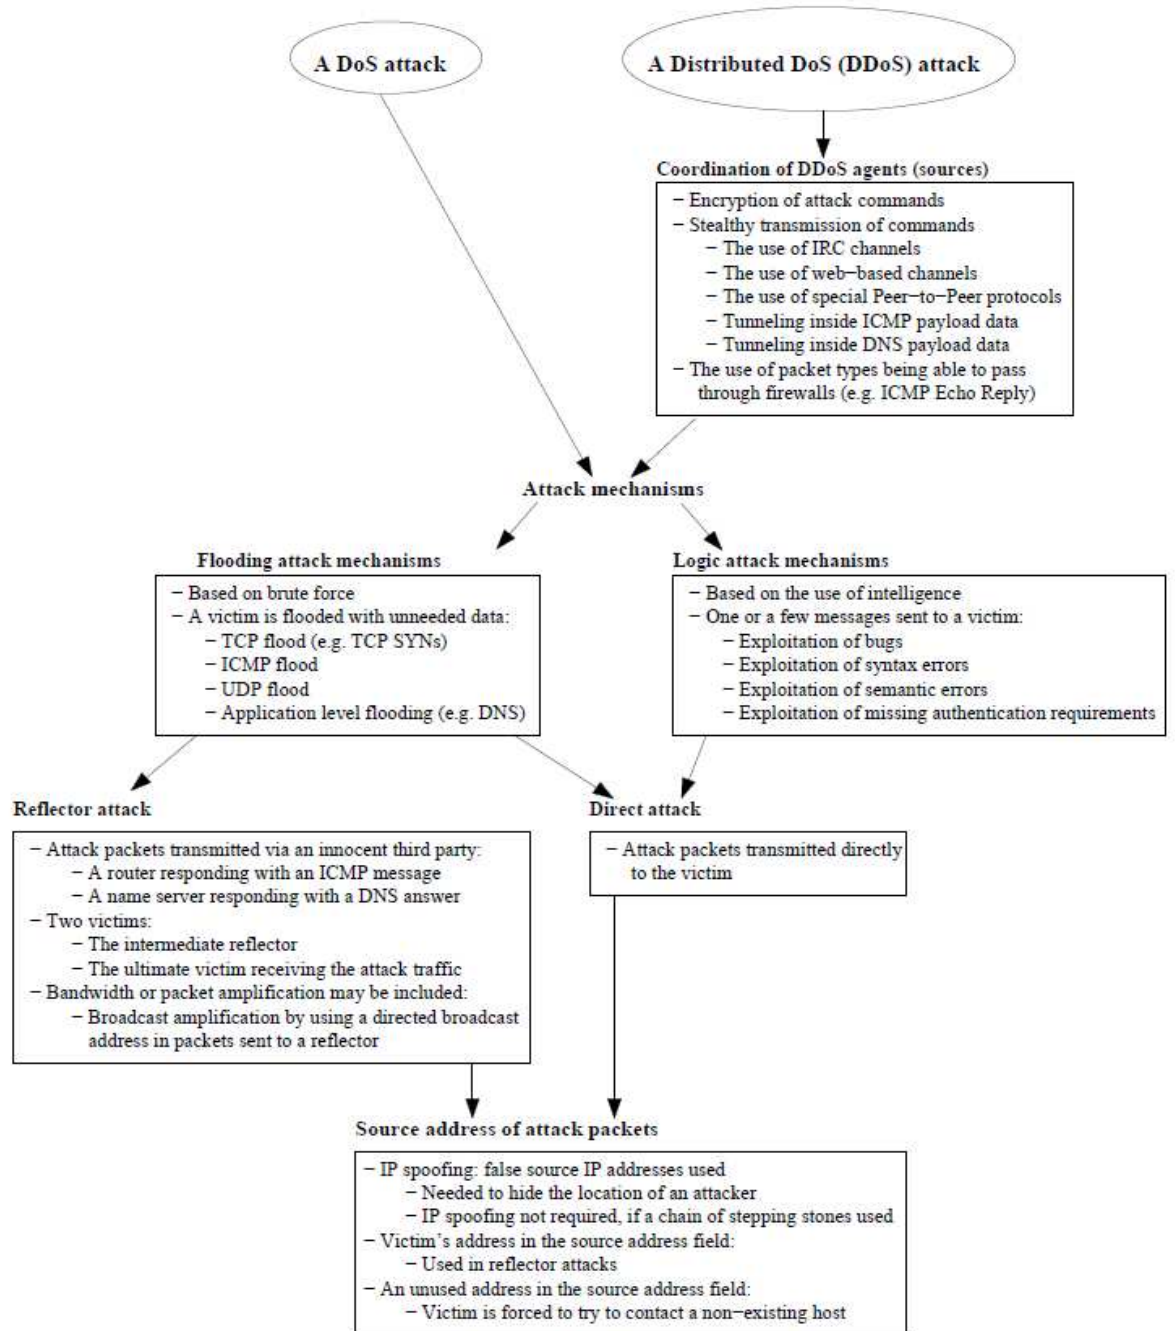 A DoS attack
A Distributed DoS (DDoS) attack
Coordination of DDoS agents (sources)
− Encryption of attack commands
− Stealthy transmission of commands
− The use of IRC channels
− The use of web−based channels
− The use of special Peer−to−Peer protocols
− Tunneling inside ICMP payload data
− Tunneling inside DNS payload data
− The use of packet types being able to pass
through firewalls (e.g. ICMP Echo Reply)
Attack mechanisms
Flooding attack mechanisms
− Based on brute force
− A victim is flooded with unneeded data:
− TCP flood (e.g. TCP SYNs)
− ICMP flood
− UDP flood
− Application level flooding (e.g. DNS)
Logic attack mechanisms
− Based on the use of intelligence
− One or a few messages sent to a victim:
− Exploitation of bugs
− Exploitation of syntax errors
− Exploitation of semantic errors
− Exploitation of missing authentication requirements
Reflector attack
− Attack packets transmitted via an innocent third party:
− A router responding with an ICMP message
− A name server responding with a DNS answer
− Two victims:
− The intermediate reflector
− The ultimate victim receiving the attack traffic
− Bandwidth or packet amplification may be included:
− Broadcast amplification by using a directed broadcast
address in packets sent to a reflector
Direct attack
− Attack packets transmitted directly
to the victim
Source address of attack packets
− IP spoofing: false source IP addresses used
− Needed to hide the location of an attacker
− IP spoofing not required, if a chain of stepping stones used
− Victim's address in the source address field:
− Used in reflector attacks
− An unused address in the source address field:
− Victim is forced to try to contact a non−existing host